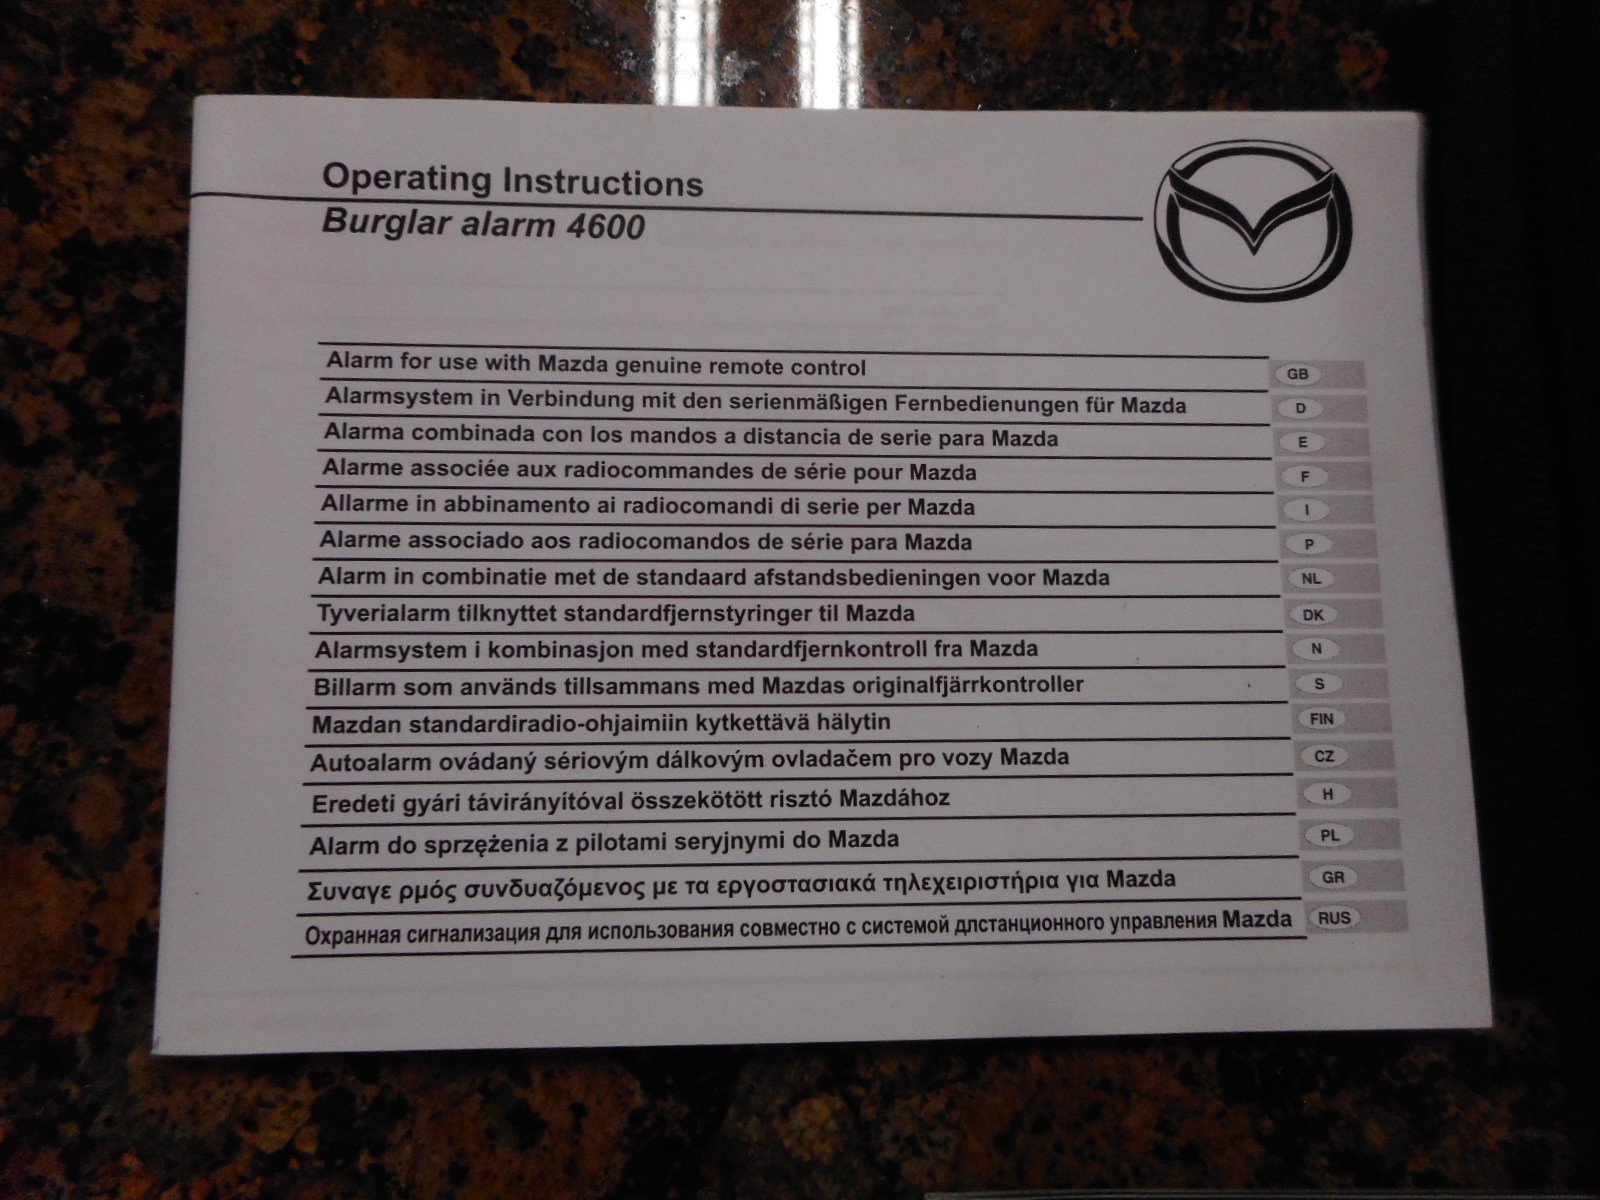 Operating Instructions
Burglar alarm 4600
Alarm for use with Mazda genuine remote control GB
Alarmsystem in Verbindung mit den serienmäßigen Fernbedienungen für Mazda D
Alarma combinada con los mandos a distancia de serie para Mazda E
Alarme associée aux radiocommandes de série pour Mazda F
Allarme in abbinamento ai radiocomandi di serie per Mazda I
Alarme associado aos radiocomandos de série para Mazda P
Alarm in combinatie met de standaard afstandsbedieningen voor Mazda NL
Tyverialarm tilknyttet standardfjernstyringer til Mazda DK
Alarmsystem i kombinasjon med standardfjernkontroll fra Mazda N
Billarm som används tillsammans med Mazdas originalfjärrkontroller S
Mazdan standardiradio-ohjaimiin kytkettävä hälytin FIN
Autoalarm ovádaný sériovým dálkovým ovladačem pro vozy Mazda CZ
Eredeti gyári távirányítóval összekötött risztó Mazdához H
Alarm do sprzężenia z pilotami seryjnymi do Mazda PL
Συναγε ρμός συνδυαζόμενος με τα εργοστασιακά τηλεχειριστήρια για Mazda GR
Охранная сигнализация для использования совместно с системой длстанционного управления Mazda RUS